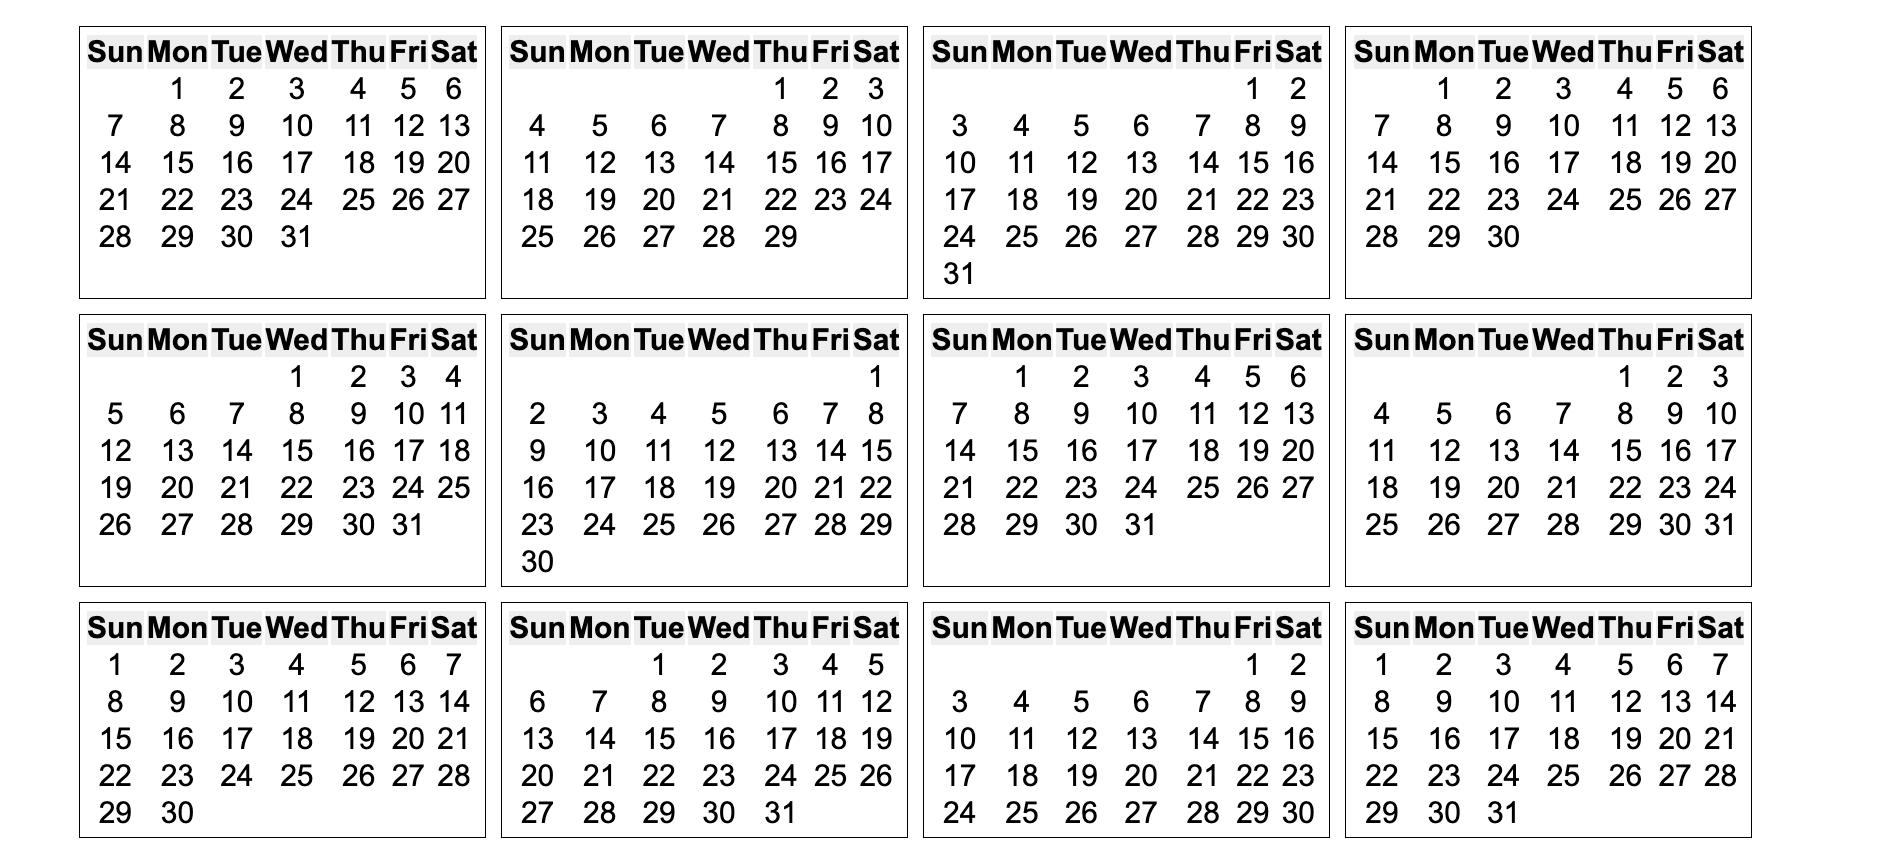 Sun Mon Tue Wed Thu Fri Sat
1 2 3 4 5 6
7 8 9 10 11 12 13
14 15 16 17 18 19 20
21 22 23 24 25 26 27
28 29 30 31
Sun Mon Tue Wed Thu Fri Sat
1 2 3
4 5 6 7 8 9 10
11 12 13 14 15 16 17
18 19 20 21 22 23 24
25 26 27 28 29
Sun Mon Tue Wed Thu Fri Sat
1 2
3 4 5 6 7 8 9
10 11 12 13 14 15 16
17 18 19 20 21 22 23
24 25 26 27 28 29 30
31
Sun Mon Tue Wed Thu Fri Sat
1 2 3 4 5 6
7 8 9 10 11 12 13
14 15 16 17 18 19 20
21 22 23 24 25 26 27
28 29 30
Sun Mon Tue Wed Thu Fri Sat
1 2 3 4
5 6 7 8 9 10 11
12 13 14 15 16 17 18
19 20 21 22 23 24 25
26 27 28 29 30 31
Sun Mon Tue Wed Thu Fri Sat
1
2 3 4 5 6 7 8
9 10 11 12 13 14 15
16 17 18 19 20 21 22
23 24 25 26 27 28 29
30
Sun Mon Tue Wed Thu Fri Sat
1 2 3 4 5 6
7 8 9 10 11 12 13
14 15 16 17 18 19 20
21 22 23 24 25 26 27
28 29 30 31
Sun Mon Tue Wed Thu Fri Sat
1 2 3
4 5 6 7 8 9 10
11 12 13 14 15 16 17
18 19 20 21 22 23 24
25 26 27 28 29 30 31
Sun Mon Tue Wed Thu Fri Sat
1 2 3 4 5 6 7
8 9 10 11 12 13 14
15 16 17 18 19 20 21
22 23 24 25 26 27 28
29 30
Sun Mon Tue Wed Thu Fri Sat
1 2 3 4 5
6 7 8 9 10 11 12
13 14 15 16 17 18 19
20 21 22 23 24 25 26
27 28 29 30 31
Sun Mon Tue Wed Thu Fri Sat
1 2
3 4 5 6 7 8 9
10 11 12 13 14 15 16
17 18 19 20 21 22 23
24 25 26 27 28 29 30
Sun Mon Tue Wed Thu Fri Sat
1 2 3 4 5 6 7
8 9 10 11 12 13 14
15 16 17 18 19 20 21
22 23 24 25 26 27 28
29 30 31